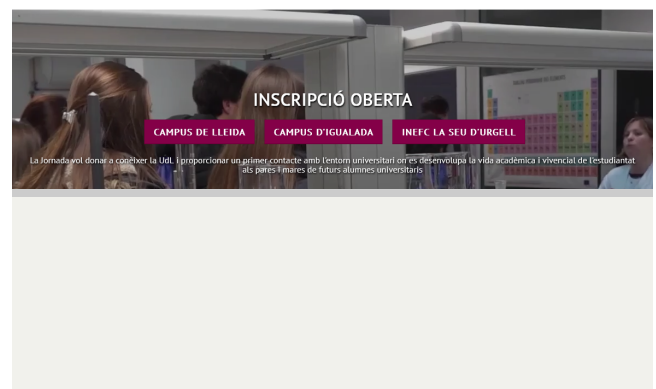 INSCRIPCIÓ OBERTA
CAMPUS DE LLEIDA
CAMPUS D'IGUALADA
INEFC LA SEU D'URGELL
La Jornada vol donar a conèixer la UdL i proporcionar un primer contacte amb l'entorn universitari on es desenvolupa la vida acadèmica i vivencial de l'estudiantat
als pares i mares de futurs alumnes universitaris